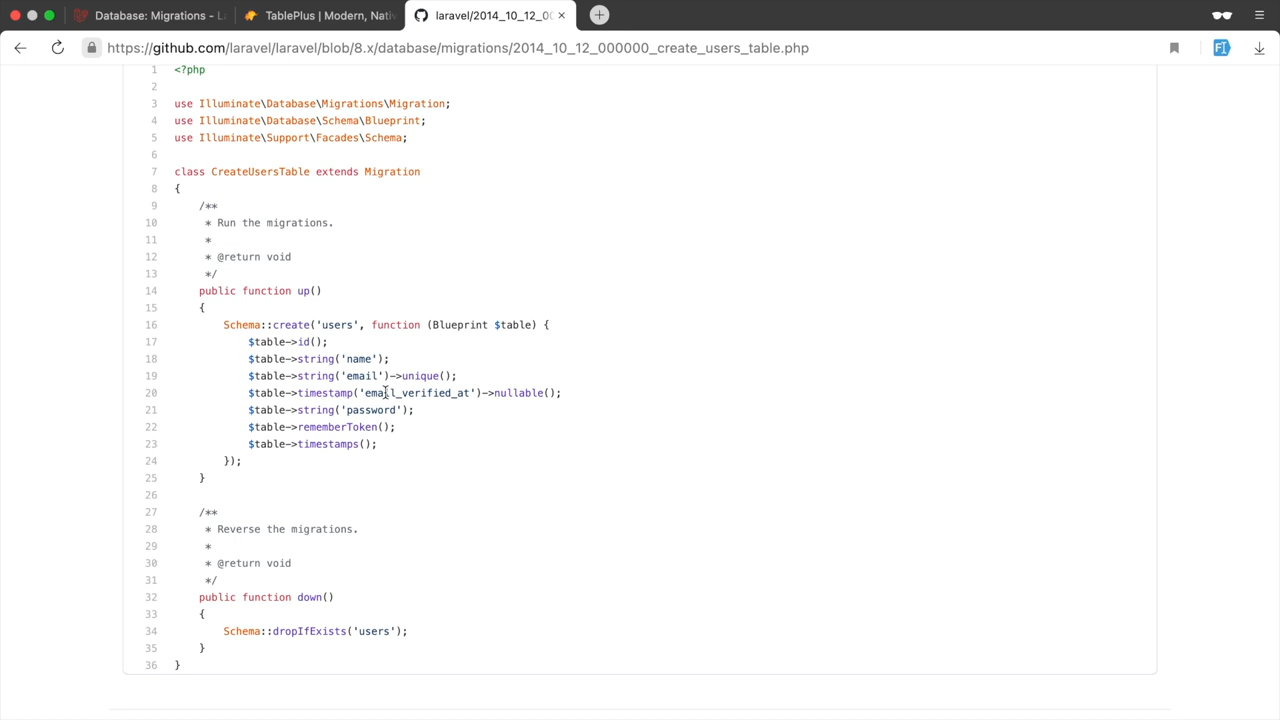 Database: Migrations - L
TablePlus | Modern, Nati
laravel/2014_10_12_00
https://github.com/laravel/laravel/blob/8.x/database/migrations/2014_10_12_000000_create_users_table.php
1 <?php
2
3 use Illuminate\Database\Migrations\Migration;
4 use Illuminate\Database\Schema\Blueprint;
5 use Illuminate\Support\Facades\Schema;
6
7 class CreateUsersTable extends Migration
8 {
9 /**
10 * Run the migrations.
11 *
12 * @return void
13 */
14 public function up()
15 {
16 Schema::create('users', function (Blueprint $table) {
17 $table->id();
18 $table->string('name');
19 $table->string('email')->unique();
20 $table->timestamp('email_verified_at')->nullable();
21 $table->string('password');
22 $table->rememberToken();
23 $table->timestamps();
24 });
25 }
26
27 /**
28 * Reverse the migrations.
29 *
30 * @return void
31 */
32 public function down()
33 {
34 Schema::dropIfExists('users');
35 }
36 }